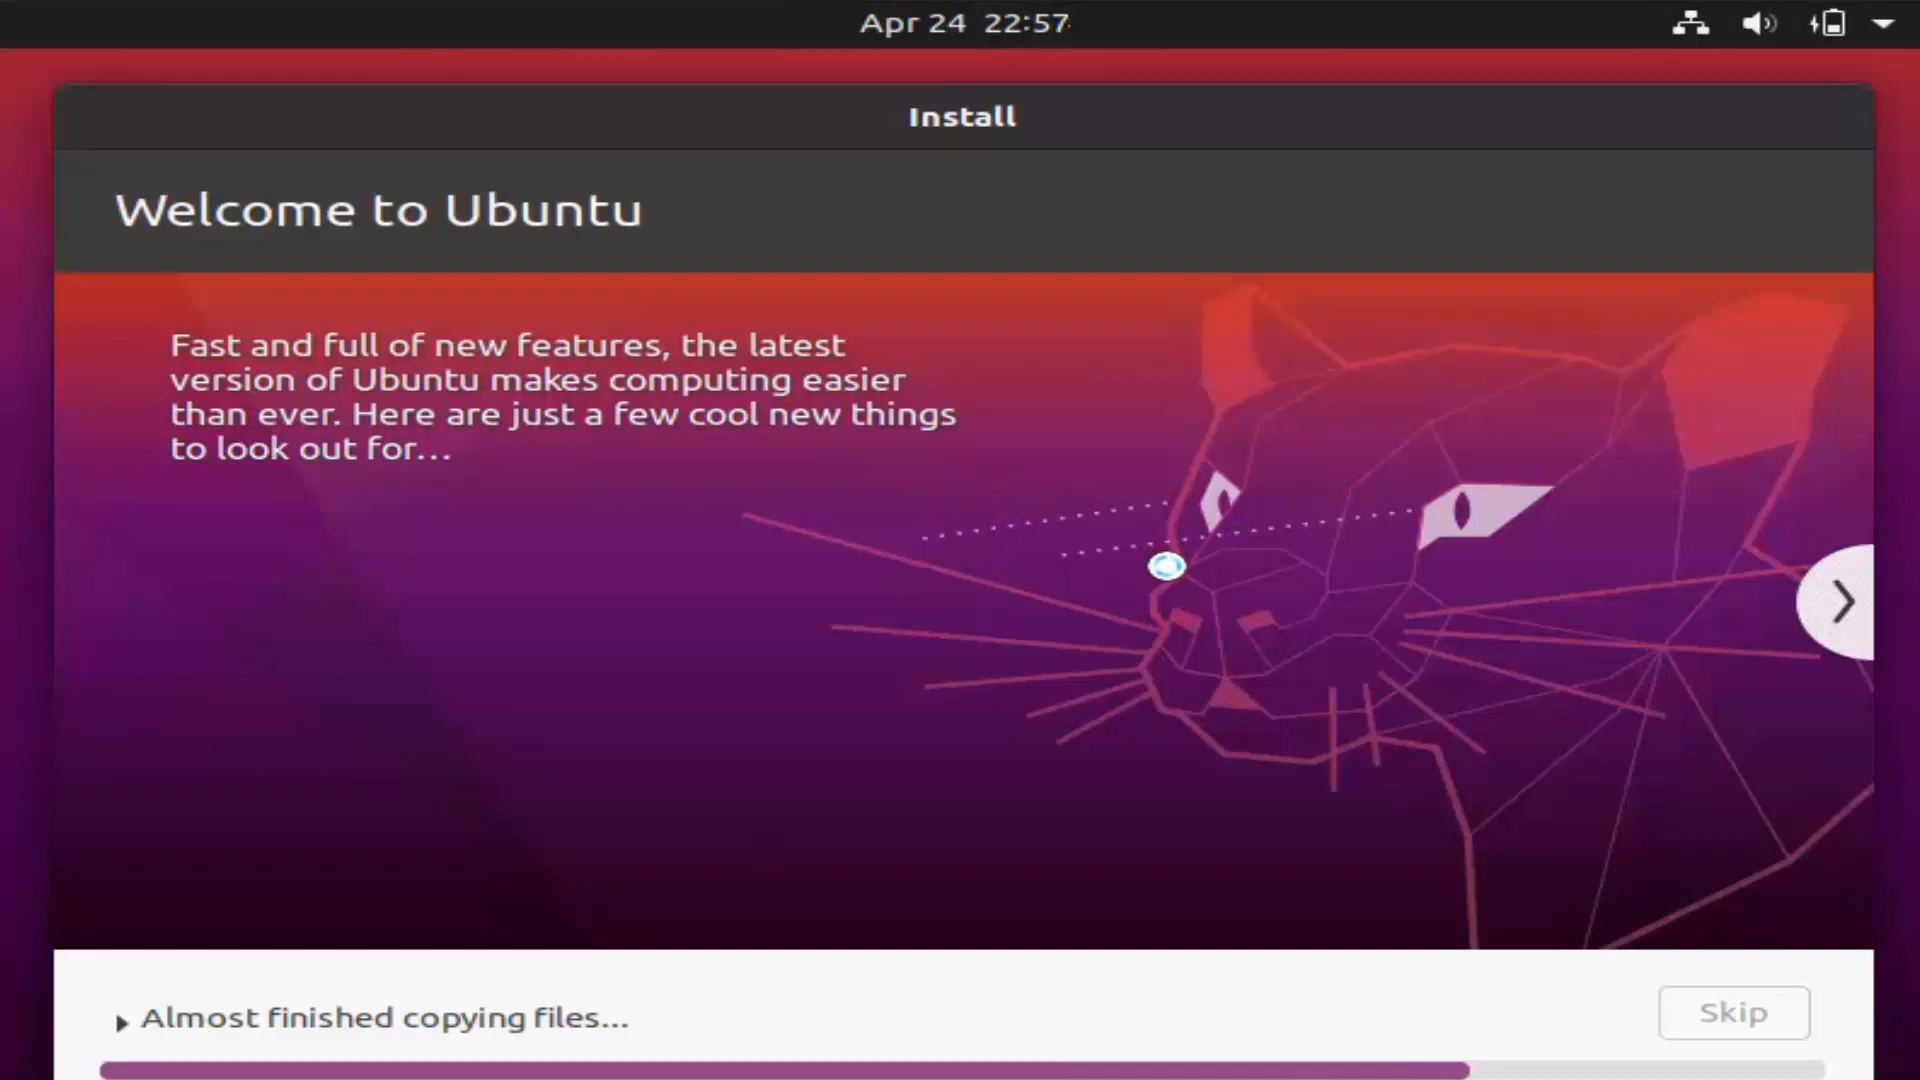 Apr 24 22:57
Install
Welcome to Ubuntu
Fast and full of new features, the latest
version of Ubuntu makes computing easier
than ever. Here are just a few cool new things
to look out for...
Almost finished copying files...
Skip